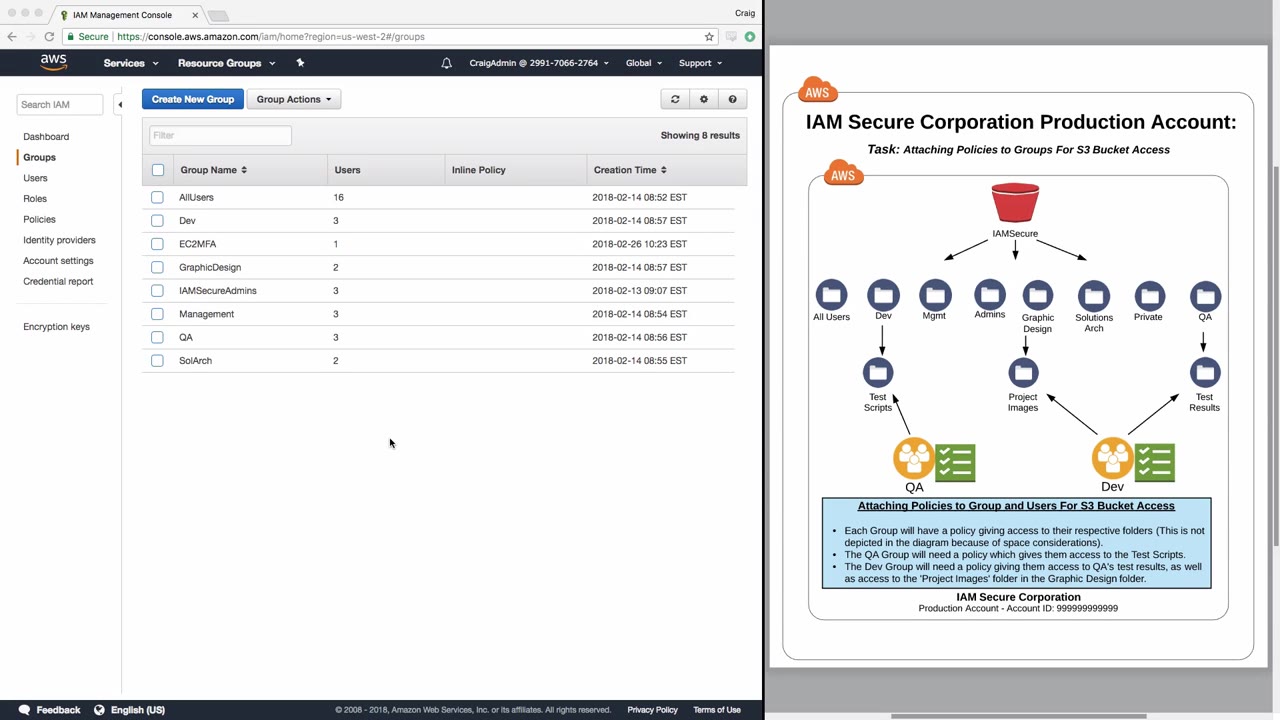 IAM Management Console
Craig
Secure | https://console.aws.amazon.com/iam/home?region=us-west-2#/groups
aws
Services
Resource Groups
CraigAdmin @ 2991-7066-2764
Global
Support
Search IAM
Dashboard
Groups
Users
Roles
Policies
Identity providers
Account settings
Credential report
Encryption keys
Create New Group
Group Actions
Filter
Showing 8 results
Group Name Users Inline Policy Creation Time
AllUsers 16 2018-02-14 08:52 EST
Dev 3 2018-02-14 08:57 EST
EC2MFA 1 2018-02-26 10:23 EST
GraphicDesign 2 2018-02-14 08:57 EST
IAMSecureAdmins 3 2018-02-13 09:07 EST
Management 3 2018-02-14 08:54 EST
QA 3 2018-02-14 08:56 EST
SolArch 2 2018-02-14 08:55 EST
Feedback
English (US)
© 2008 - 2018, Amazon Web Services, Inc. or its affiliates. All rights reserved.
Privacy Policy
Terms of Use
AWS
IAM Secure Corporation Production Account:
Task: Attaching Policies to Groups For S3 Bucket Access
AWS
IAMSecure
All Users
Dev
Mgmt
Admins
Graphic
Design
Solutions
Arch
Private
QA
Test
Scripts
Project
Images
Test
Results
QA
Dev
Attaching Policies to Group and Users For S3 Bucket Access
• Each Group will have a policy giving access to their respective folders (This is not
depicted in the diagram because of space considerations).
• The QA Group will need a policy which gives them access to the Test Scripts.
• The Dev Group will need a policy giving them access to QA's test results, as well
as access to the 'Project Images' folder in the Graphic Design folder.
IAM Secure Corporation
Production Account - Account ID: 999999999999